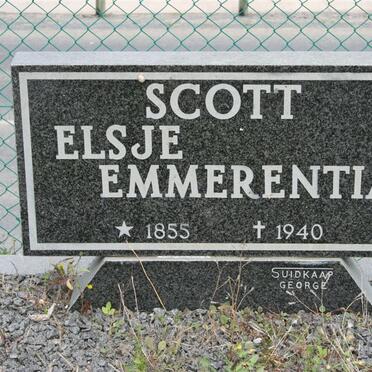 SCOTT
ELSJE
EMMERENTIA
★ 1855 ✝ 1940
SUIDKAAP
GEORGE